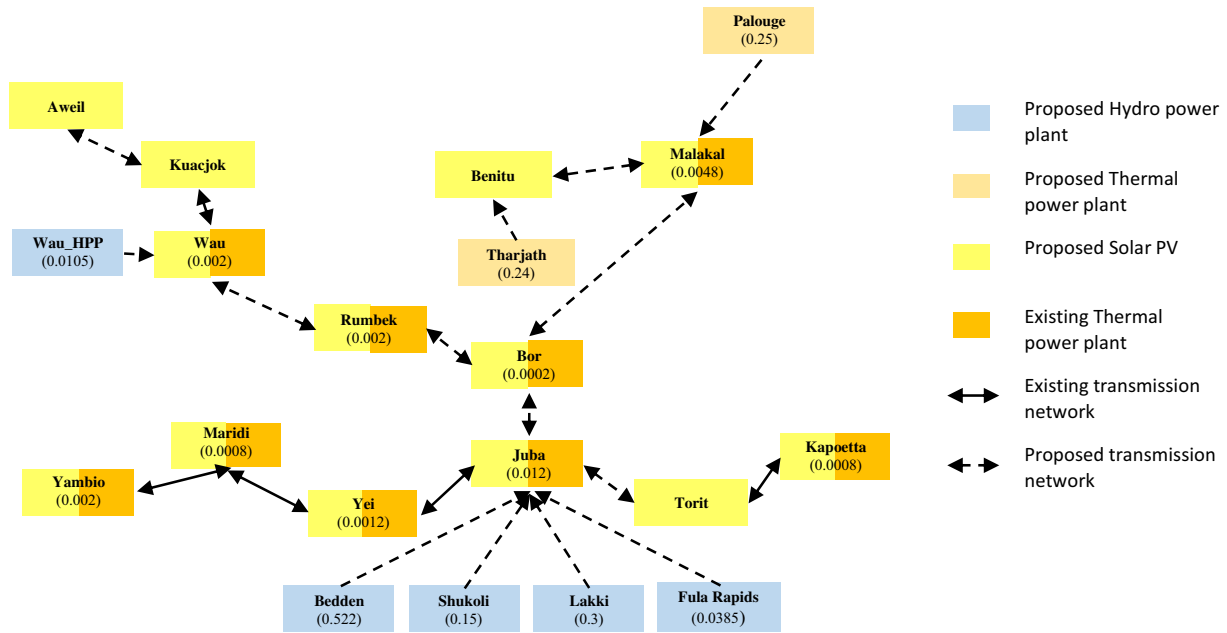 Palouge
(0.25)
Aweil
Kuacjok
Malakal
(0.0048)
Benitu
Wau_HPP
(0.0105)
Wau
(0.002)
Tharjath
(0.24)
Rumbek
(0.002)
Bor
(0.0002)
Maridi
(0.0008)
Juba
(0.012)
Kapoetta
(0.0008)
Yambio
(0.002)
Yei
(0.0012)
Torit
Bedden
(0.522)
Shukoli
(0.15)
Lakki
(0.3)
Fula Rapids
(0.0385)
Proposed Hydro power
plant
Proposed Thermal
power plant
Proposed Solar PV
Existing Thermal
power plant
Existing transmission
network
Proposed transmission
network